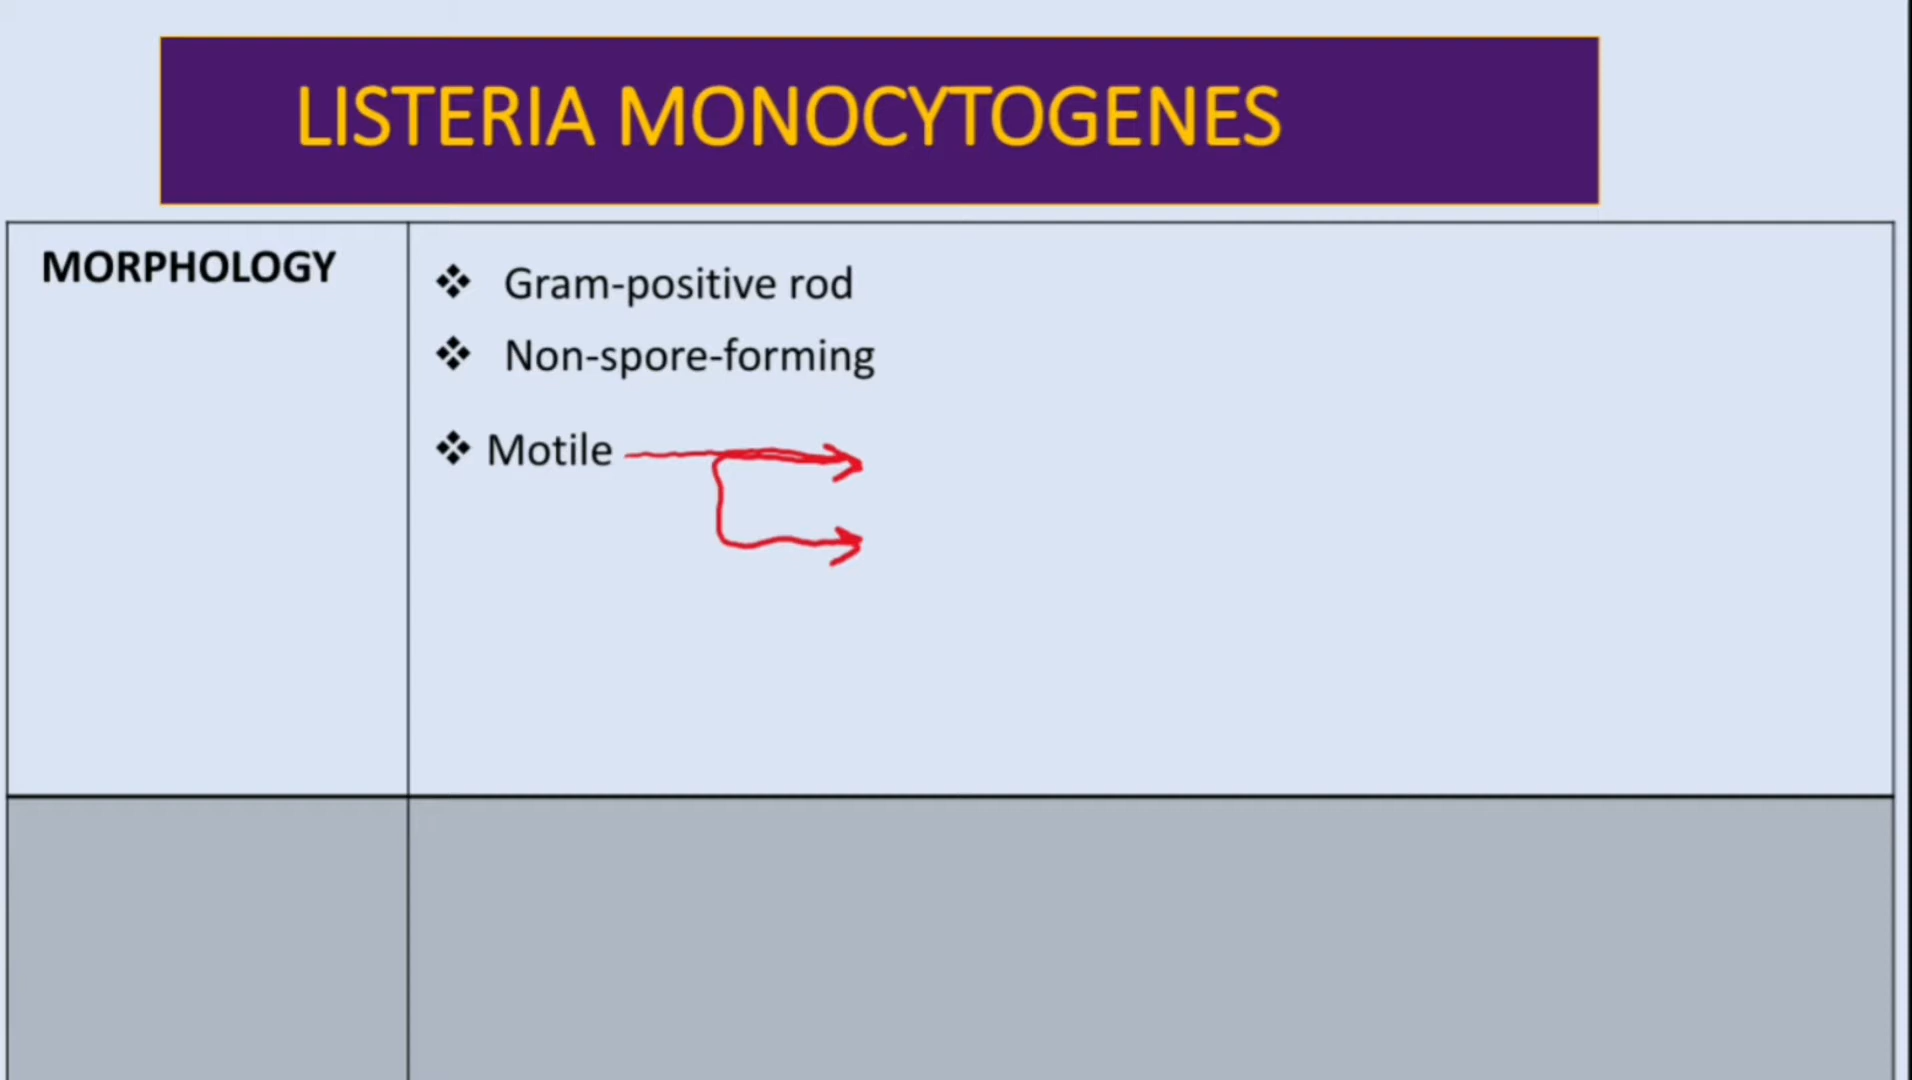 LISTERIA MONOCYTOGENES
MORPHOLOGY
❖ Gram-positive rod
❖ Non-spore-forming
❖ Motile